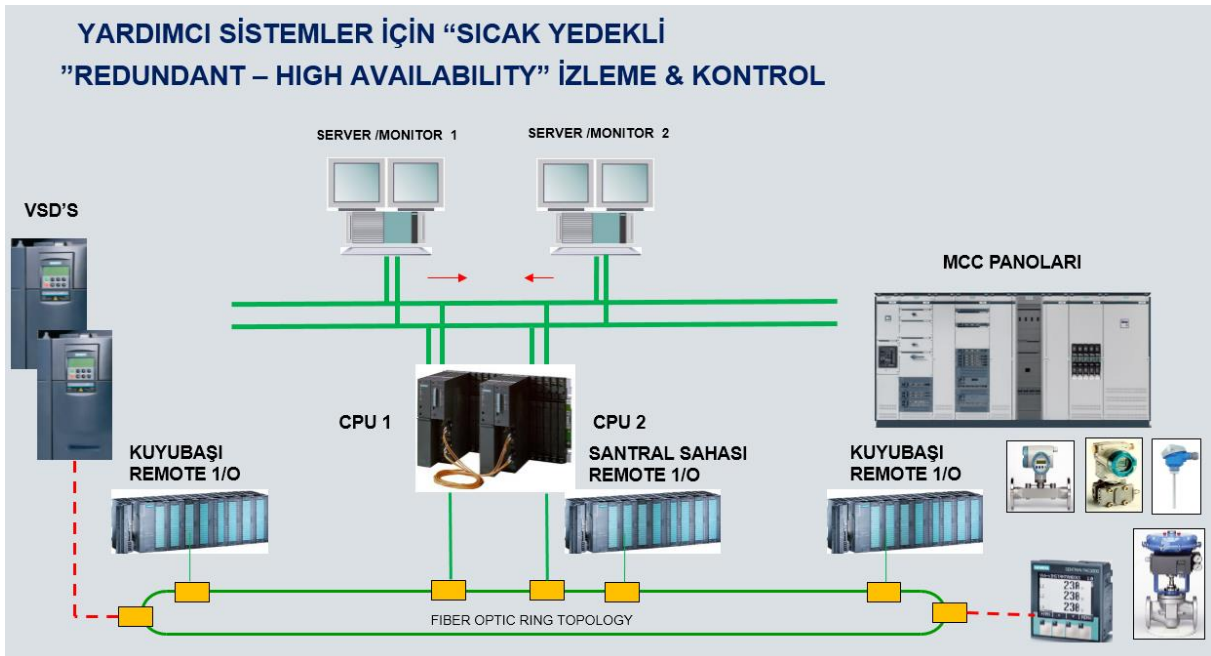 YARDIMCI SİSTEMLER İÇİN “SICAK YEDEKLİ
”REDUNDANT – HIGH AVAILABILITY” İZLEME & KONTROL
SERVER /MONITOR 1
SERVER /MONITOR 2
VSD’S
MCC PANOLARI
CPU 1
CPU 2
KUYUBAŞI
REMOTE 1/O
SANTRAL SAHASI
REMOTE 1/O
KUYUBAŞI
REMOTE 1/O
FIBER OPTIC RING TOPOLOGY